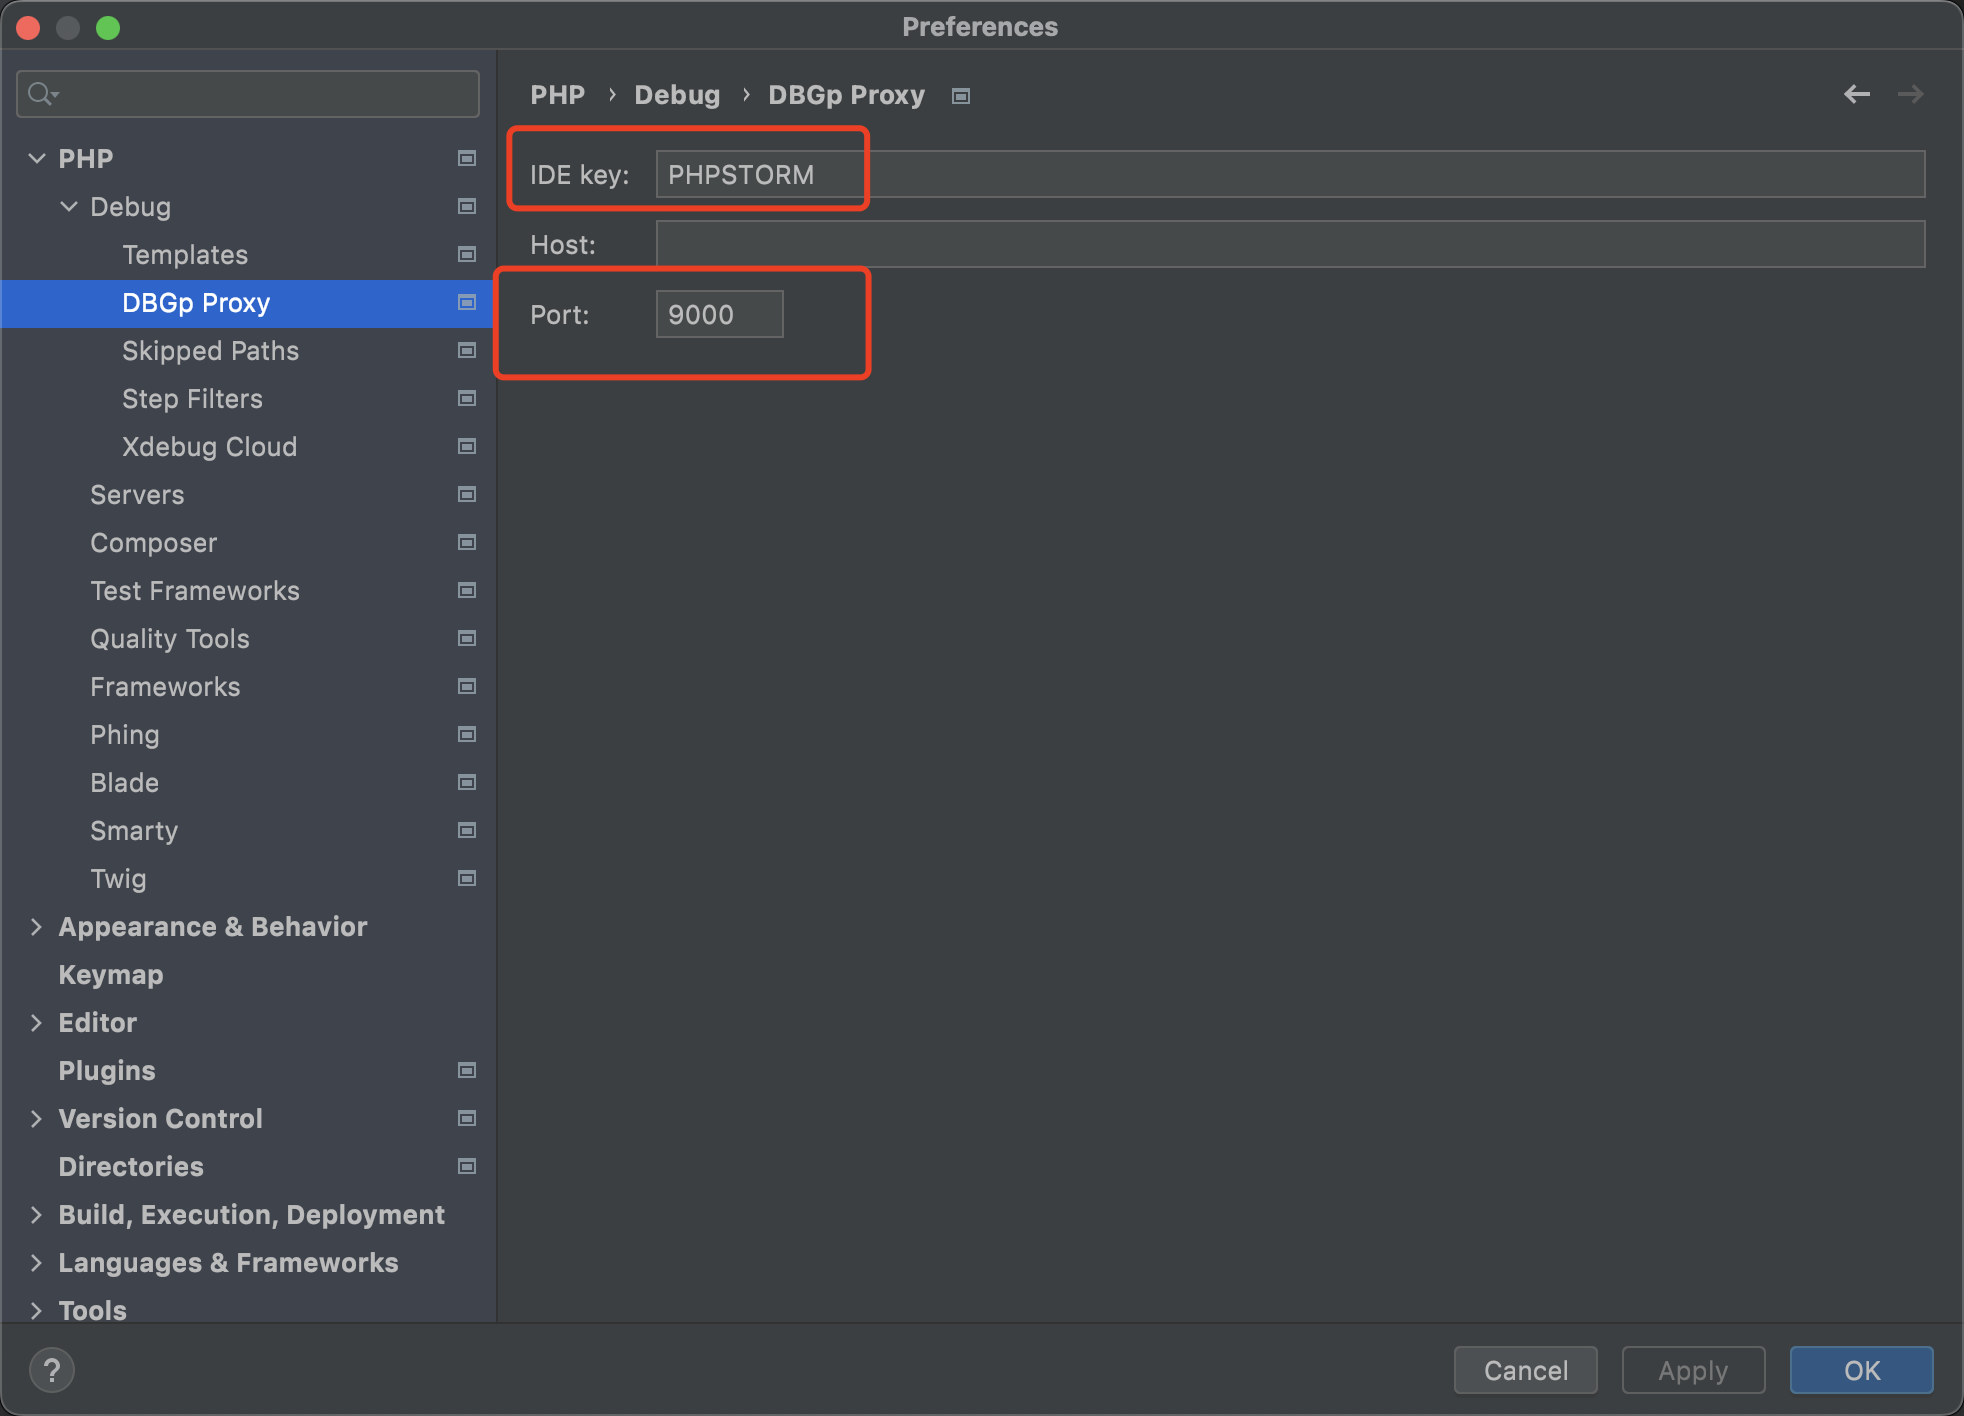 Preferences
PHP
Debug
Templates
DBGp Proxy
Skipped Paths
Step Filters
Xdebug Cloud
Servers
Composer
Test Frameworks
Quality Tools
Frameworks
Phing
Blade
Smarty
Twig
Appearance & Behavior
Keymap
Editor
Plugins
Version Control
Directories
Build, Execution, Deployment
Languages & Frameworks
Tools
PHP › Debug › DBGp Proxy
IDE key: PHPSTORM
Host:
Port: 9000
?
Cancel Apply OK